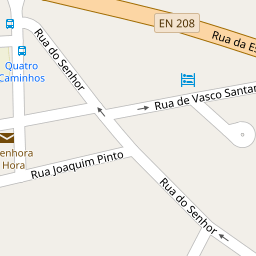 EN 208
Rua da Es
Rua do Senhor
Quatro
Caminhos
Rua de Vasco Santan
enhora
Hora
Rua Joaquim Pinto
Rua do Senhor